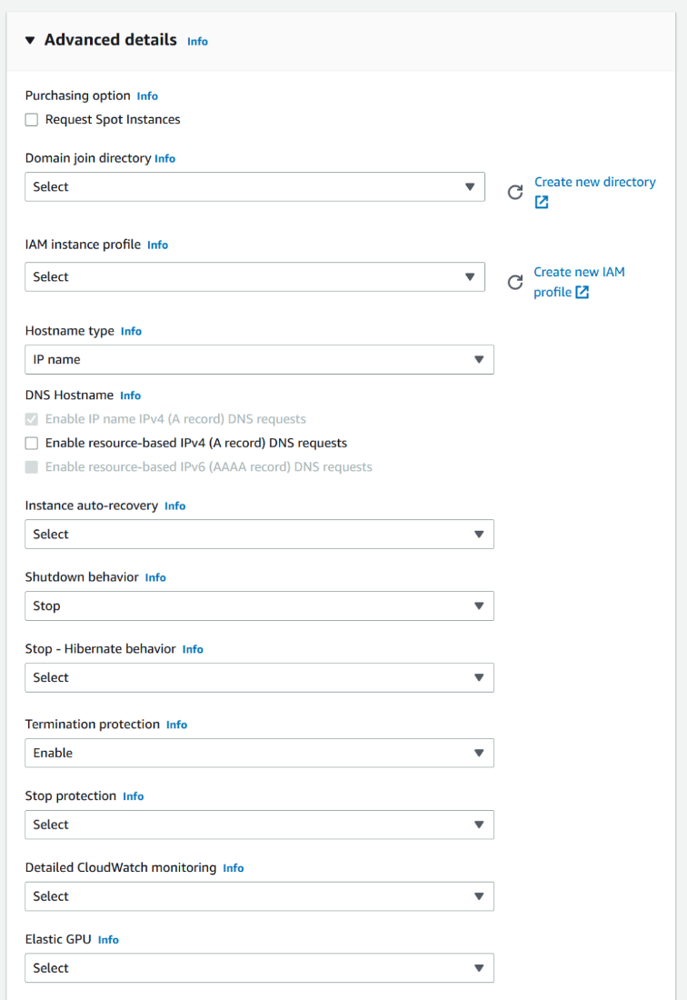 Advanced details Info
Purchasing option Info
Request Spot Instances
Domain join directory Info
Select
Create new directory
IAM instance profile Info
Select
Create new IAM
profile
Hostname type Info
IP name
DNS Hostname Info
Enable IP name IPv4 (A record) DNS requests
Enable resource-based IPv4 (A record) DNS requests
Enable resource-based IPv6 (AAAA record) DNS requests
Instance auto-recovery Info
Select
Shutdown behavior Info
Stop
Stop - Hibernate behavior Info
Select
Termination protection Info
Enable
Stop protection Info
Select
Detailed CloudWatch monitoring Info
Select
Elastic GPU Info
Select